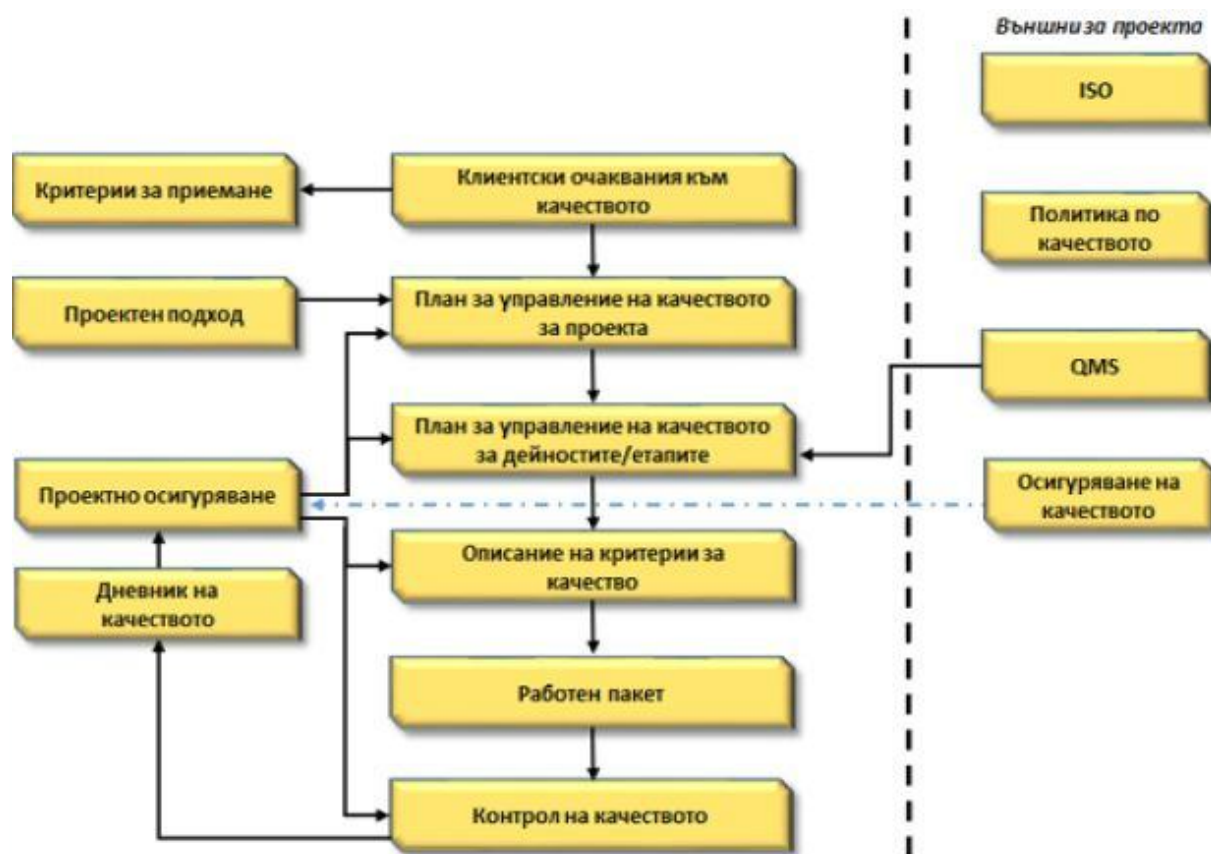 Външни за проекта
ISO
Критерии за приемане
Клиентски очаквания към
качеството
Политика по
качеството
Проектен подход
План за управление на качеството
за проекта
QMS
План за управление на качеството
за дейностите/етапите
Проектно осигуряване
Осигуряване на
качеството
Описание на критерии за
качество
Дневник на
качеството
Работен пакет
Контрол на качеството